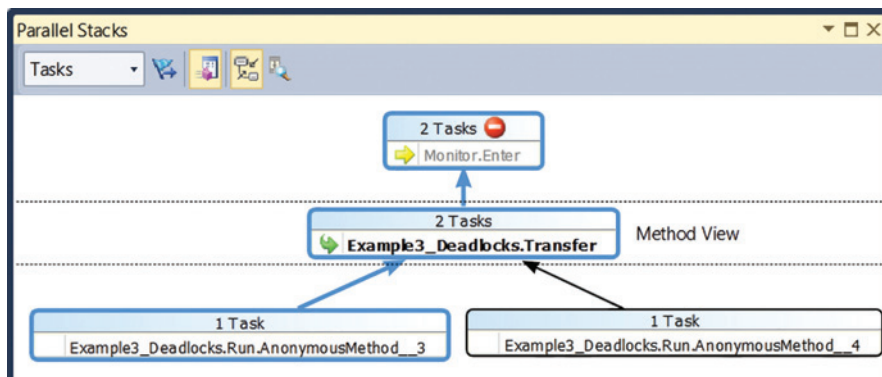 Parallel Stacks
Tasks
2 Tasks
Monitor.Enter
2 Tasks
Example3_Deadlocks.Transfer
Method View
1 Task
Example3_Deadlocks.Run.AnonymousMethod__3
1 Task
Example3_Deadlocks.Run.AnonymousMethod__4